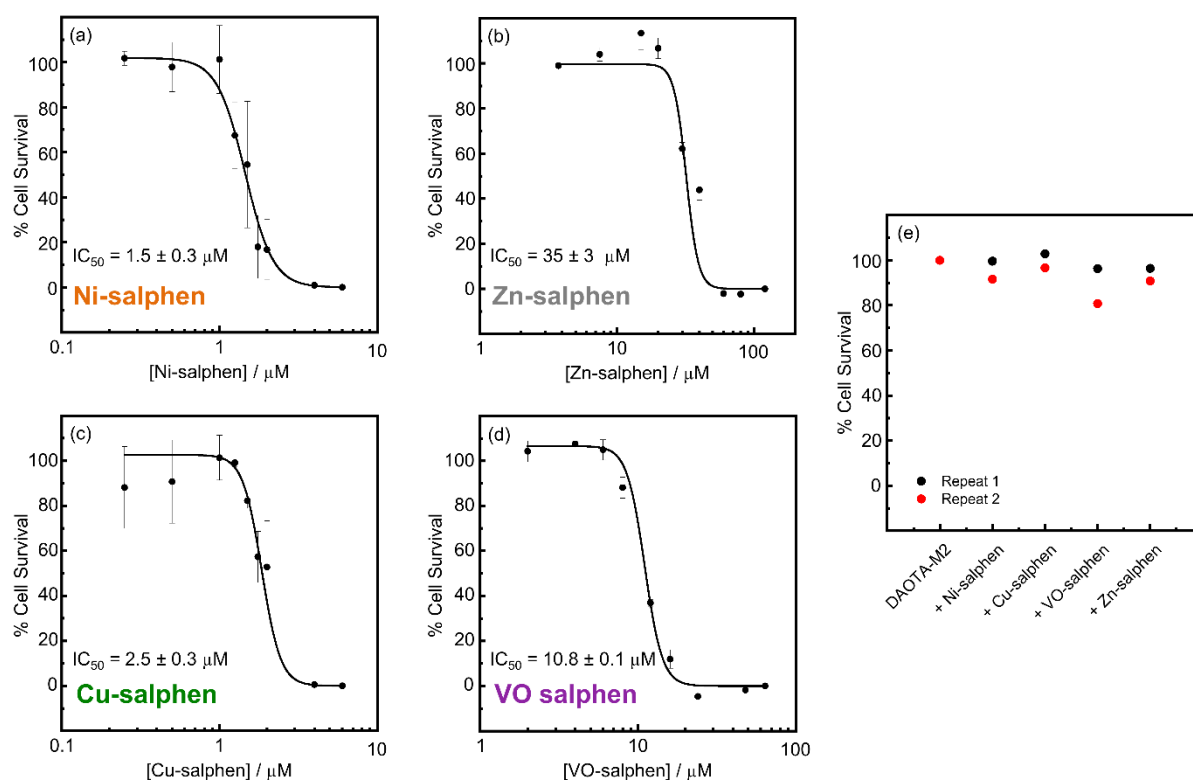 (a)
% Cell Survival
100
80
60
40
20
0
IC50 = 1.5 ± 0.3 μM
Ni-salphen
0.1 1 10
[Ni-salphen] / μM
(b)
% Cell Survival
100
80
60
40
20
0
IC50 = 35 ± 3 μM
Zn-salphen
1 10 100
[Zn-salphen] / μM
(c)
% Cell Survival
100
80
60
40
20
0
IC50 = 2.5 ± 0.3 μM
Cu-salphen
0.1 1 10
[Cu-salphen] / μM
(d)
% Cell Survival
100
80
60
40
20
0
IC50 = 10.8 ± 0.1 μM
VO salphen
1 10 100
[VO-salphen] / μM
(e)
% Cell Survival
100
80
60
40
20
0
Repeat 1
Repeat 2
DAOTA-M2
+ Ni-salphen
+ Cu-salphen
+ VO-salphen
+ Zn-salphen